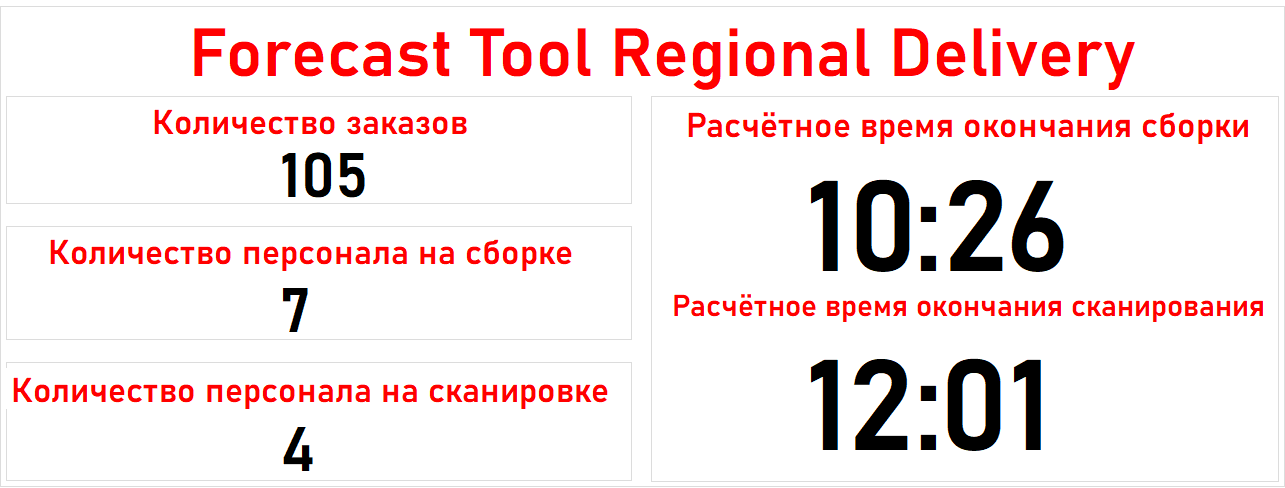 Forecast Tool Regional Delivery
Количество заказов
105
Количество персонала на сборке
7
Количество персонала на сканировке
4
Расчётное время окончания сборки
10:26
Расчётное время окончания сканирования
12:01